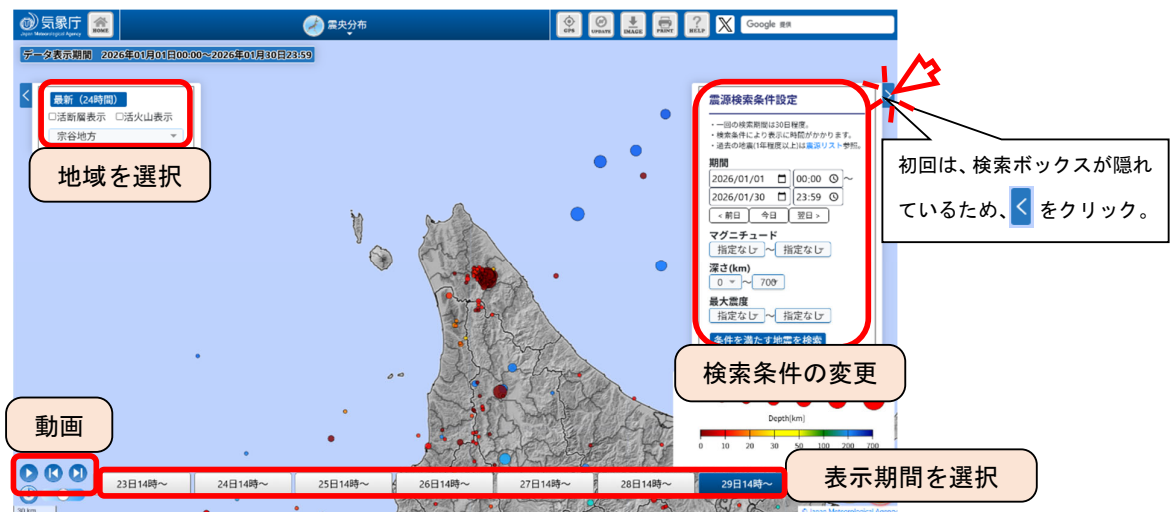 気象庁
Japan Meteorological Agency
HOME
震央分布
GPS
UPDATE
IMAGE
PRINT
HELP
Google 提供
データ表示期間 2026年01月01日00:00～2026年01月30日23:59
最新（24時間）
□活断層表示 □活火山表示
宗谷地方
地域を選択
震源検索条件設定
・一回の検索期間は30日程度。
・検索条件により表示に時間がかかります。
・過去の地震(1年程度以上)は震源リスト参照。
期間
2026/01/01 00:00 ～
2026/01/30 23:59
< 前日 今日 翌日 >
マグニチュード
指定なし ～ 指定なし
深さ(km)
0 ～ 700
最大震度
指定なし ～ 指定なし
条件を満たす地震を検索
検索条件の変更
初回は、検索ボックスが隠れ
ているため、< をクリック。
Depth[km]
0 10 20 30 50 100 200 700
動画
表示期間を選択
23日14時～ 24日14時～ 25日14時～ 26日14時～ 27日14時～ 28日14時～ 29日14時～
30 km
© Japan Meteorological Agency